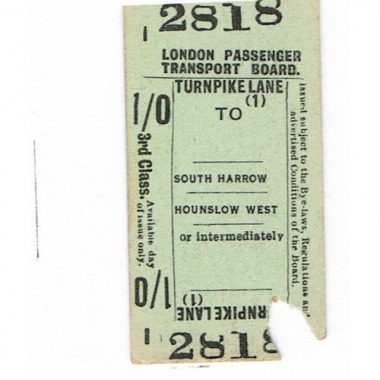 2818
LONDON PASSENGER
TRANSPORT BOARD.
TURNPIKE LANE
(1)
TO
SOUTH HARROW
HOUNSLOW WEST
or intermediately
1/0
3rd Class.
Available day
of issue only.
1/0
Issued subject to the Bye-laws, Regulations and
advertised Conditions of the Board.
RNPIKE LANE
(1)
2818